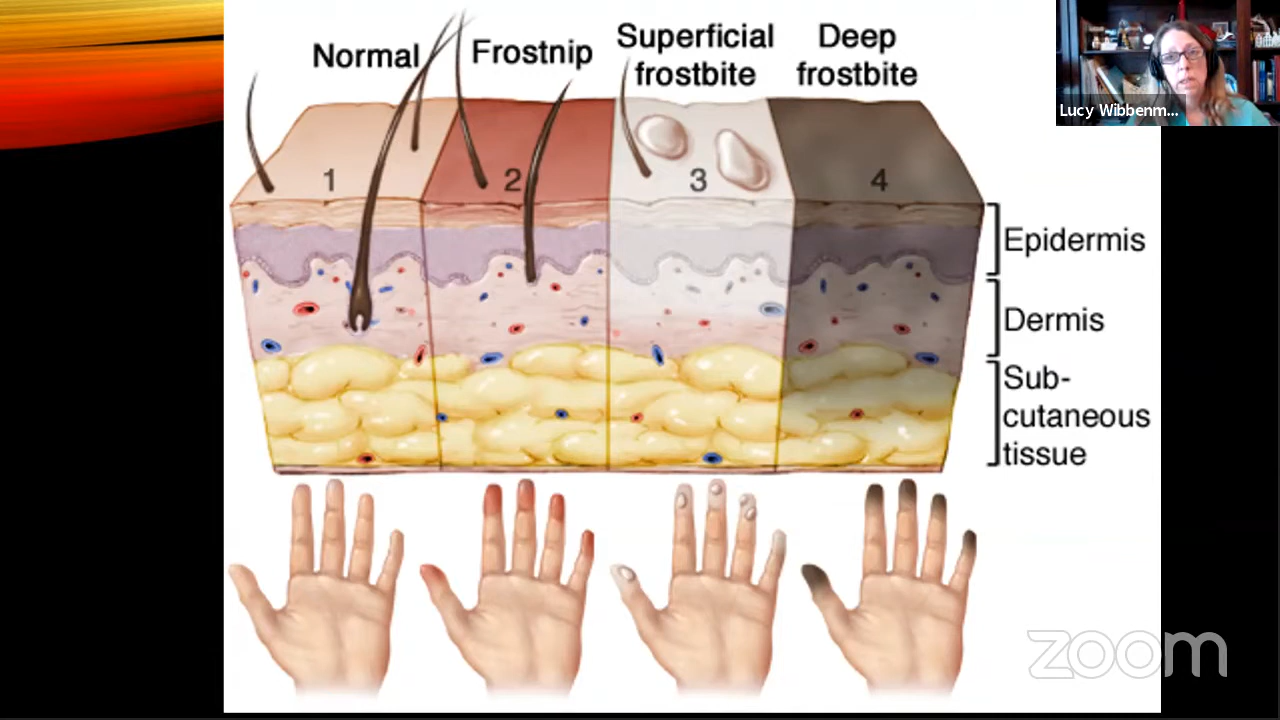 Normal
Frostnip
Superficial
frostbite
Deep
frostbite
Lucy Wibbenm...
1
2
3
4
Epidermis
Dermis
Sub-
cutaneous
tissue
zoom